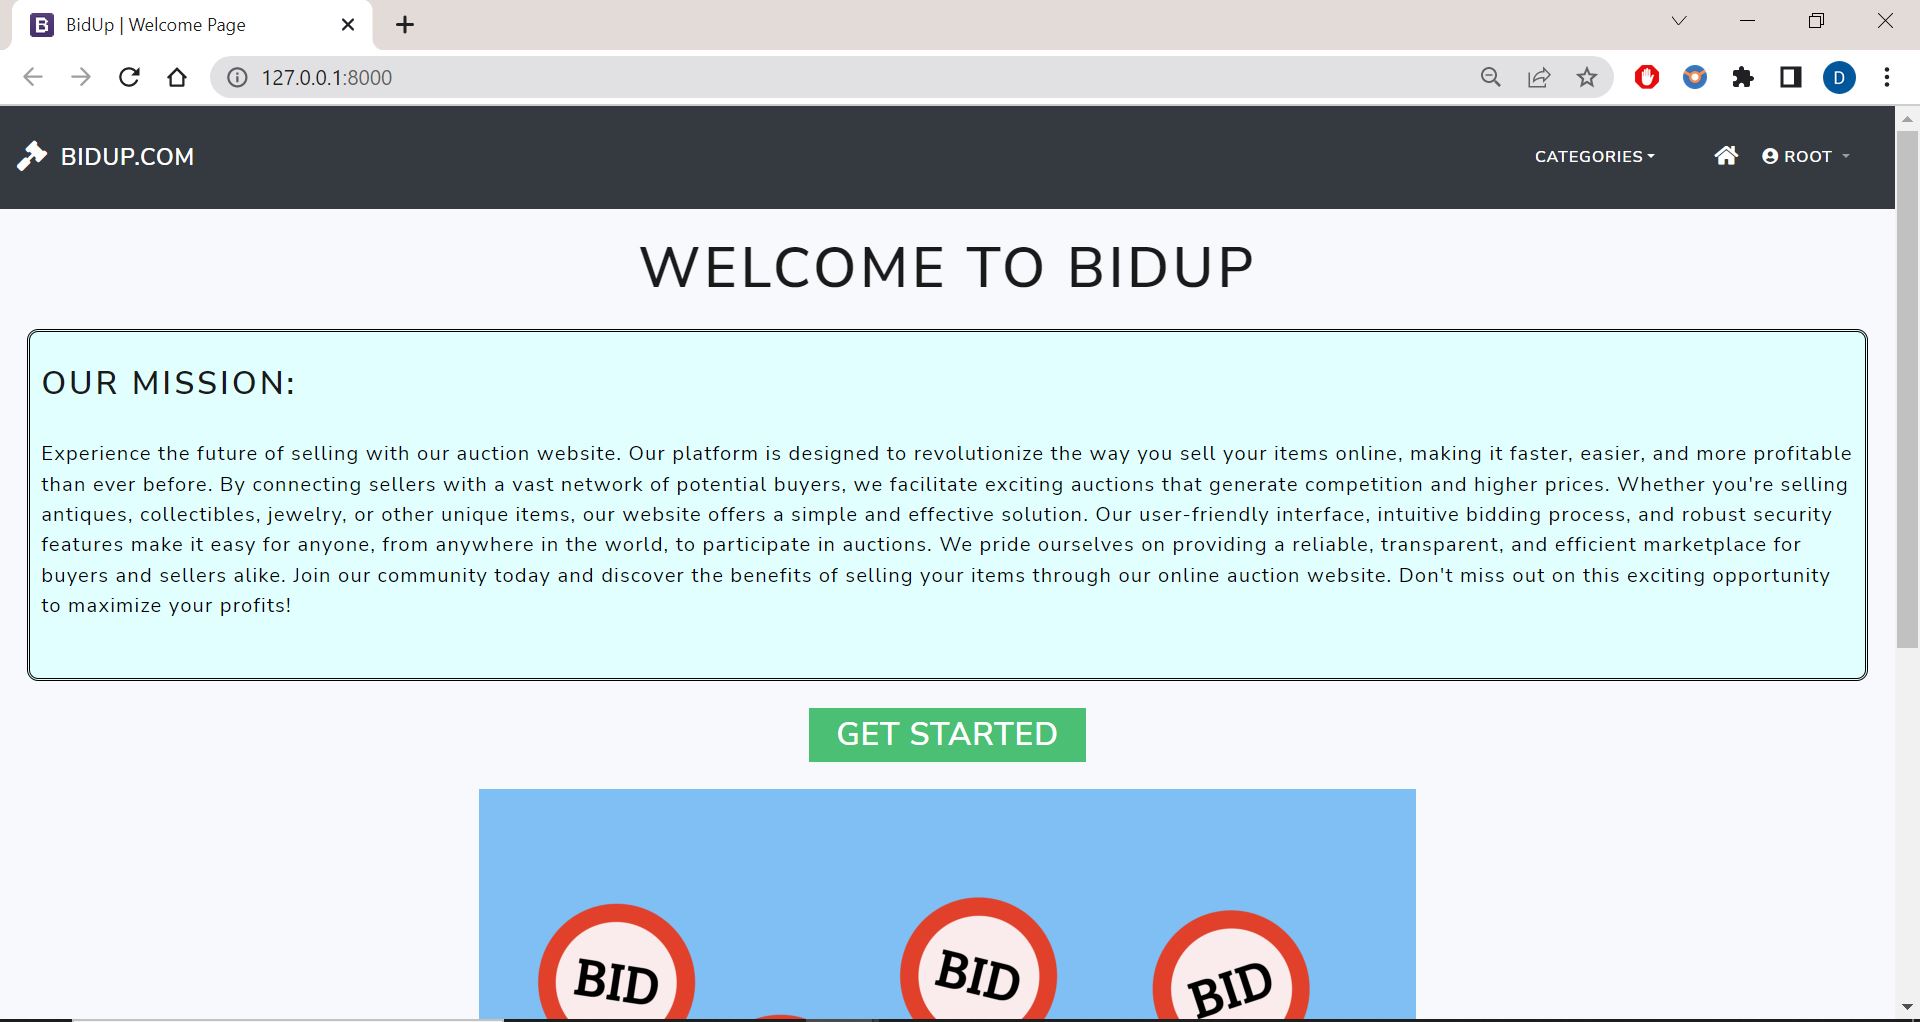 BidUp | Welcome Page
127.0.0.1:8000
D
BIDUP.COM
CATEGORIES
ROOT
WELCOME TO BIDUP
OUR MISSION:
Experience the future of selling with our auction website. Our platform is designed to revolutionize the way you sell your items online, making it faster, easier, and more profitable
than ever before. By connecting sellers with a vast network of potential buyers, we facilitate exciting auctions that generate competition and higher prices. Whether you're selling
antiques, collectibles, jewelry, or other unique items, our website offers a simple and effective solution. Our user-friendly interface, intuitive bidding process, and robust security
features make it easy for anyone, from anywhere in the world, to participate in auctions. We pride ourselves on providing a reliable, transparent, and efficient marketplace for
buyers and sellers alike. Join our community today and discover the benefits of selling your items through our online auction website. Don't miss out on this exciting opportunity
to maximize your profits!
GET STARTED
BID
BID
BID